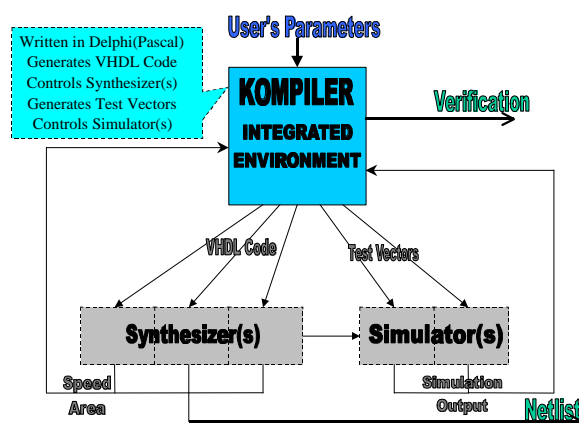 User's Parameters
Written in Delphi(Pascal)
Generates VHDL Code
Controls Synthesizer(s)
Generates Test Vectors
Controls Simulator(s)
KOMPILER
INTEGRATED
ENVIRONMENT
Verification
VHDL Code
Test Vectors
Synthesizer(s)
Simulator(s)
Speed
Area
Simulation
Output
Netlist